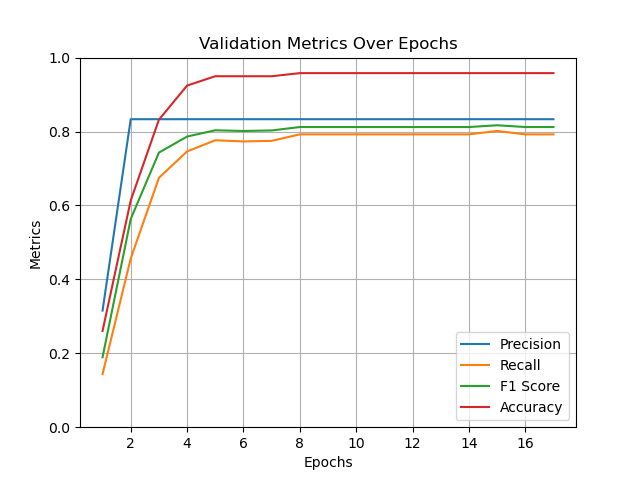 Validation Metrics Over Epochs
1.0
0.8
0.6
0.4
0.2
0.0
Metrics
2 4 6 8 10 12 14 16
Epochs
Precision
Recall
F1 Score
Accuracy